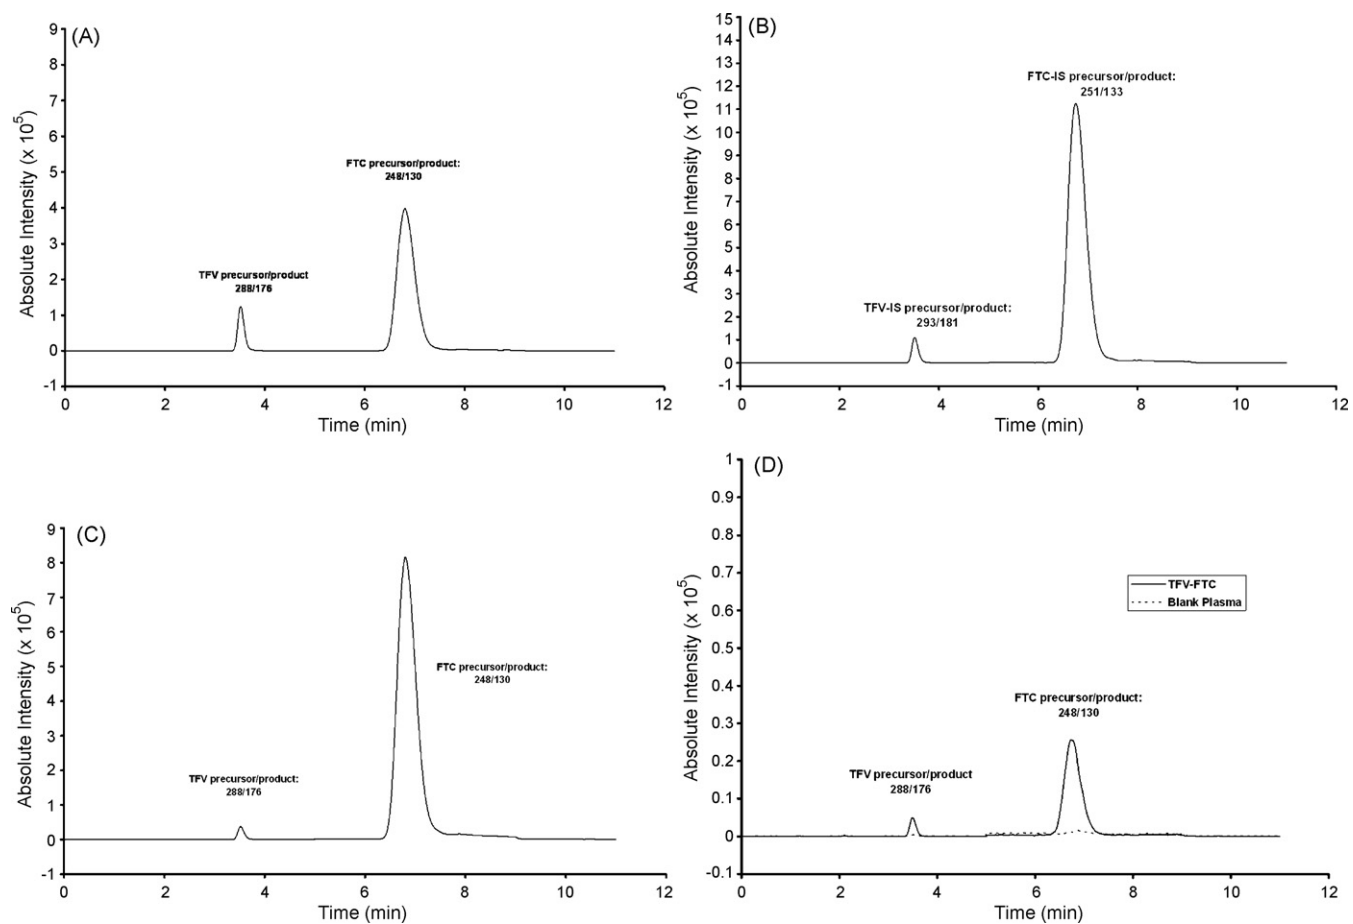 (A)
9
8
7
6
5
4
3
2
1
0
-1
Absolute Intensity (x 10^5)
FTC precursor/product:
248/130
TFV precursor/product
288/176
0 2 4 6 8 10 12
Time (min)
(B)
15
14
13
12
11
10
9
8
7
6
5
4
3
2
1
0
-1
Absolute Intensity (x 10^5)
FTC-IS precursor/product:
251/133
TFV-IS precursor/product:
293/181
0 2 4 6 8 10 12
Time (min)
(C)
9
8
7
6
5
4
3
2
1
0
-1
Absolute Intensity (x 10^5)
FTC precursor/product:
248/130
TFV precursor/product:
288/176
0 2 4 6 8 10 12
Time (min)
(D)
1
0.9
0.8
0.7
0.6
0.5
0.4
0.3
0.2
0.1
0
-0.1
Absolute Intensity (x 10^5)
TFV-FTC
Blank Plasma
FTC precursor/product:
248/130
TFV precursor/product
288/176
0 2 4 6 8 10 12
Time (min)